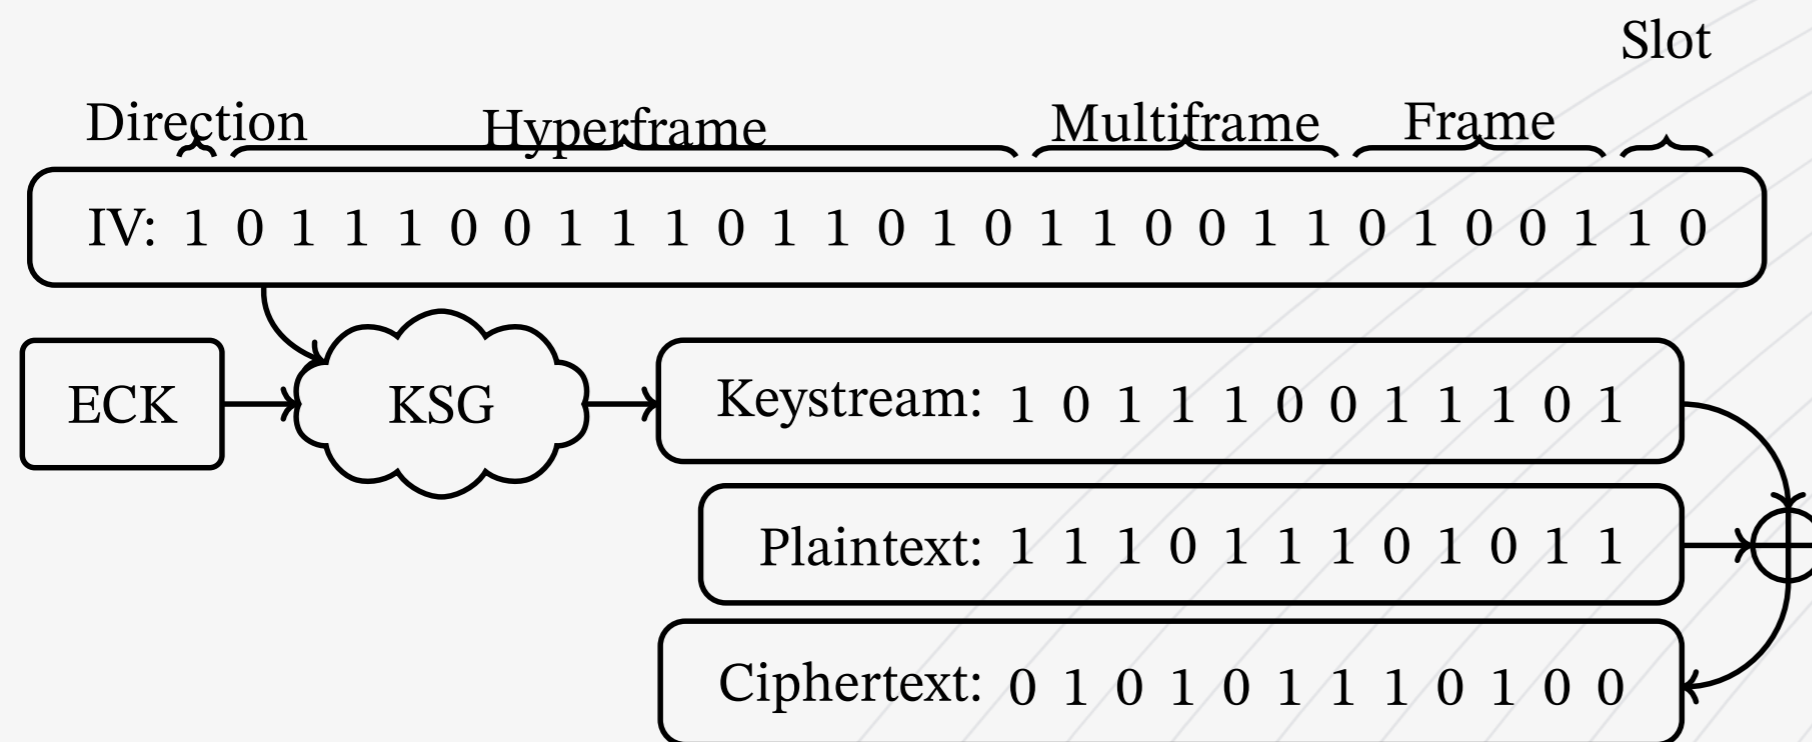 Slot
Direction Hyperframe Multiframe Frame
IV: 1 0 1 1 1 0 0 1 1 1 0 1 1 0 1 0 1 1 0 0 1 1 0 1 0 0 1 1 0
ECK KSG Keystream: 1 0 1 1 1 0 0 1 1 1 0 1
Plaintext: 1 1 1 0 1 1 1 0 1 0 1 1
Ciphertext: 0 1 0 1 0 1 1 1 0 1 0 0